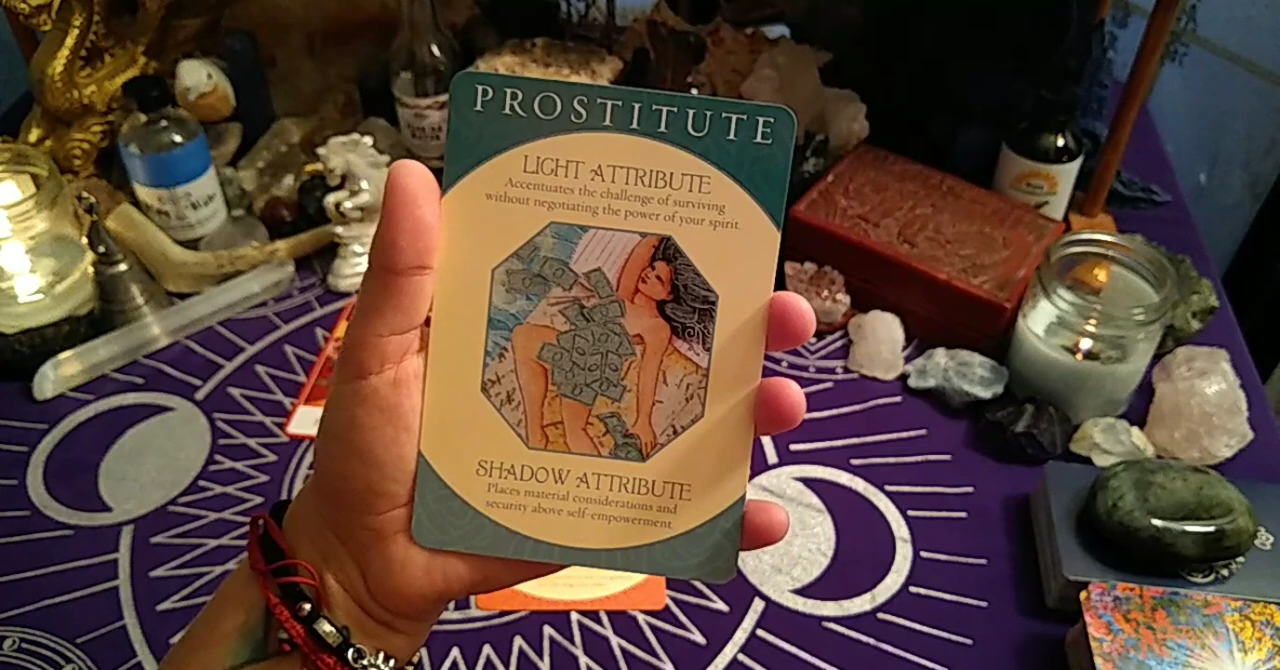 PROSTITUTE
LIGHT ATTRIBUTE
Accentuates the challenge of surviving
without negotiating the power of your spirit.
SHADOW ATTRIBUTE
Places material considerations and
security above self-empowerment.